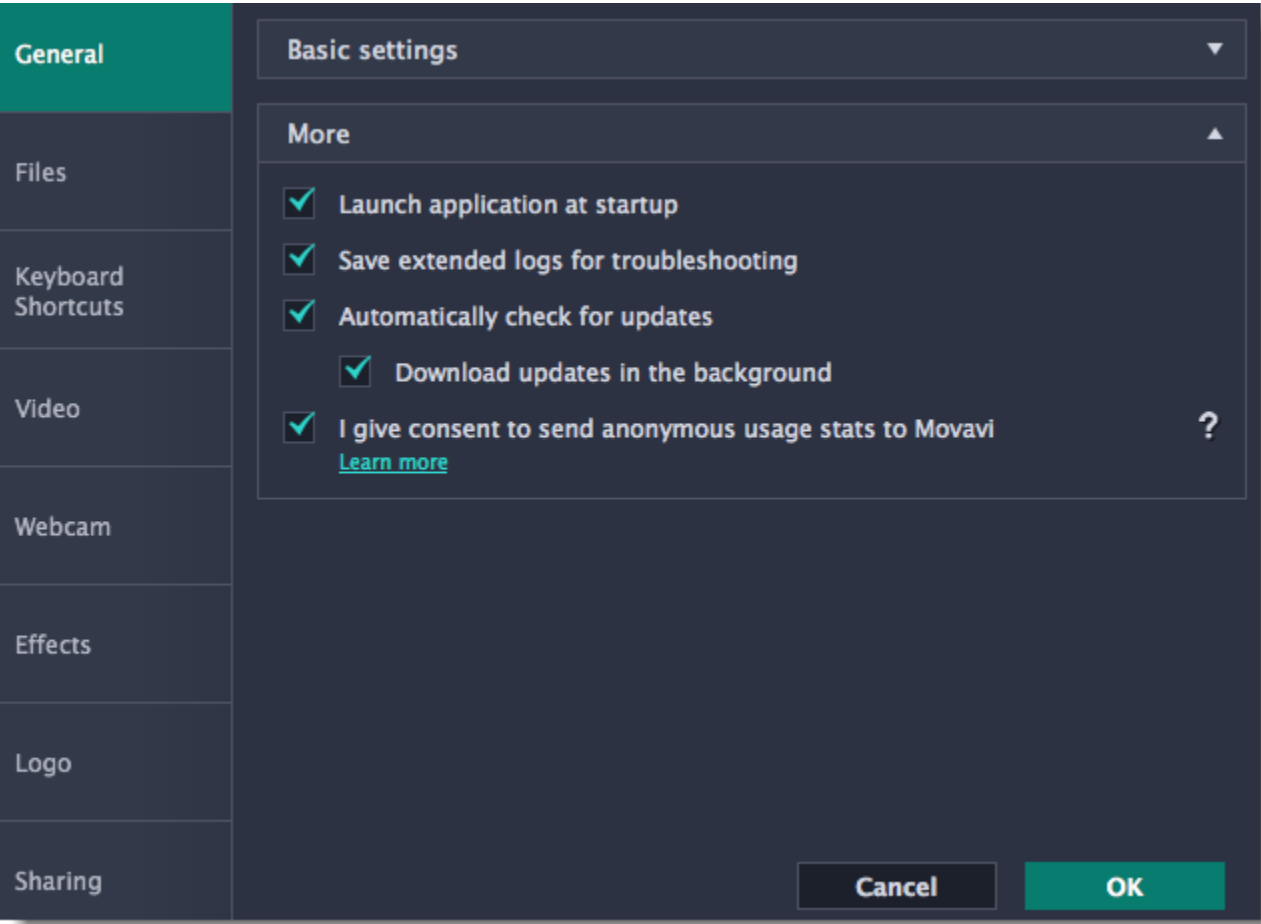 General
Files
Keyboard
Shortcuts
Video
Webcam
Effects
Logo
Sharing
Basic settings
More
Launch application at startup
Save extended logs for troubleshooting
Automatically check for updates
Download updates in the background
I give consent to send anonymous usage stats to Movavi
?
Learn more
Cancel
OK